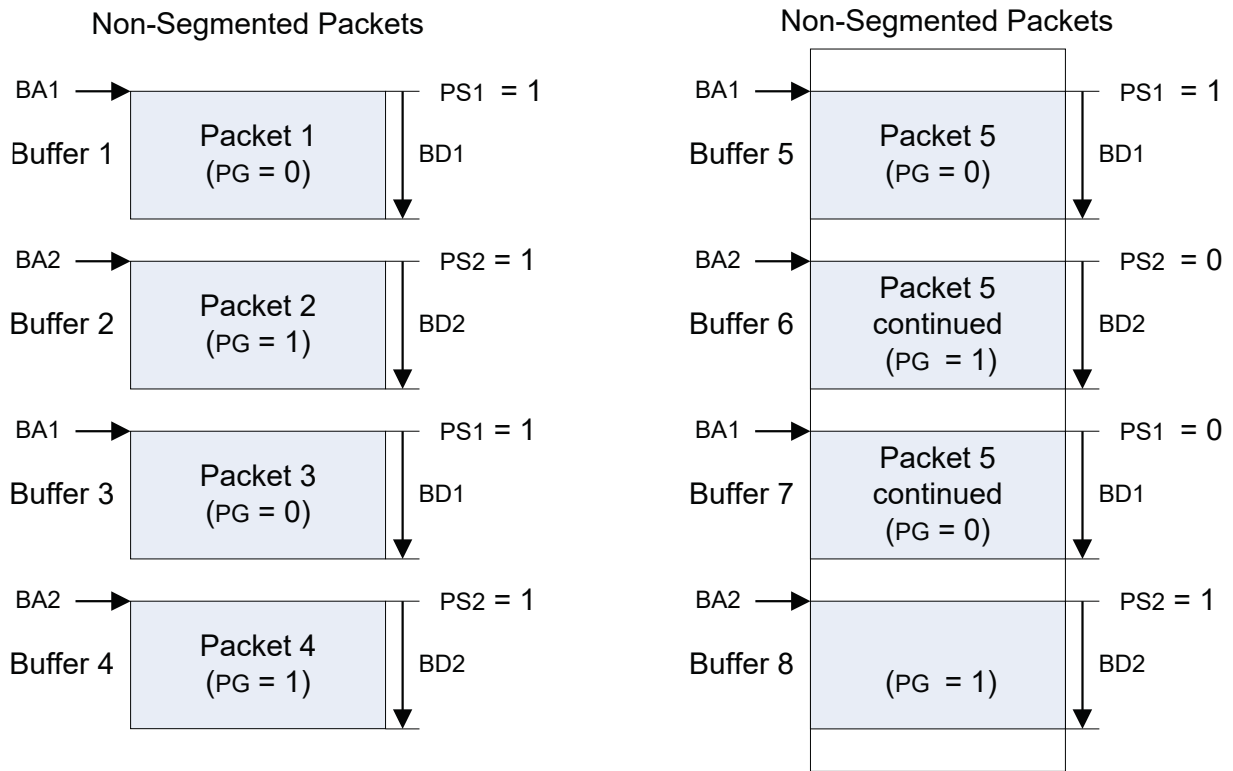 Non-Segmented Packets
BA1
PS1 = 1
Packet 1
(PG = 0)
Buffer 1
BD1
BA2
PS2 = 1
Packet 2
(PG = 1)
Buffer 2
BD2
BA1
PS1 = 1
Packet 3
(PG = 0)
Buffer 3
BD1
BA2
PS2 = 1
Packet 4
(PG = 1)
Buffer 4
BD2
Non-Segmented Packets
BA1
PS1 = 1
Packet 5
(PG = 0)
Buffer 5
BD1
BA2
PS2 = 0
Packet 5
continued
(PG = 1)
Buffer 6
BD2
BA1
PS1 = 0
Packet 5
continued
(PG = 0)
Buffer 7
BD1
BA2
PS2 = 1
Buffer 8
(PG = 1)
BD2